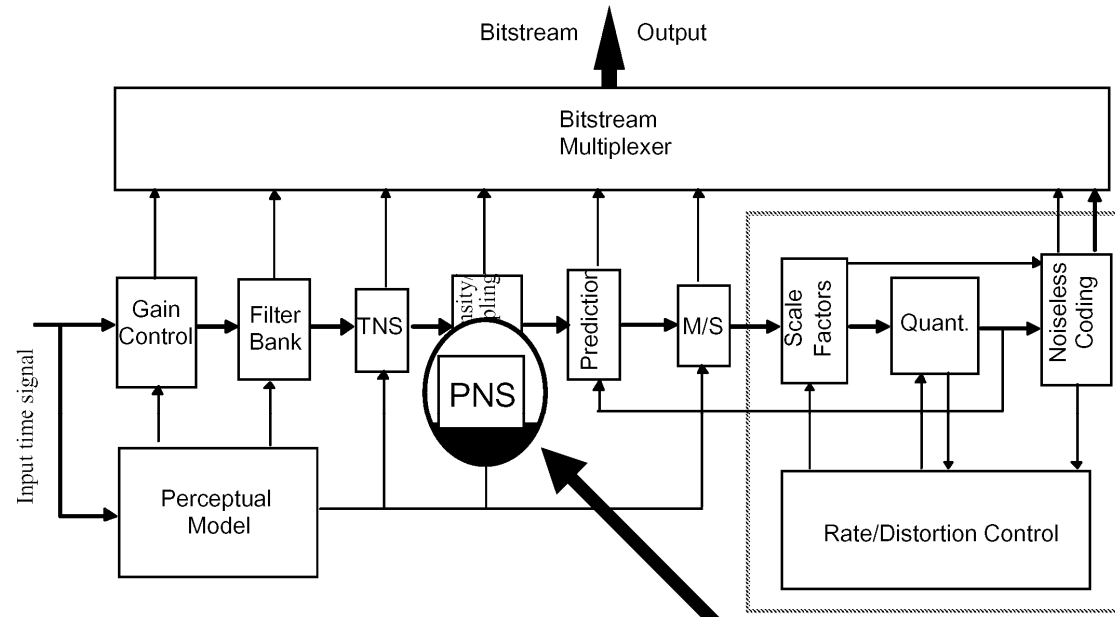 Bitstream Output
Bitstream
Multiplexer
Gain
Control
Filter
Bank
TNS
PNS
Prediction
M/S
Scale
Factors
Quant.
Noiseless
Coding
Input time signal
Perceptual
Model
Rate/Distortion Control